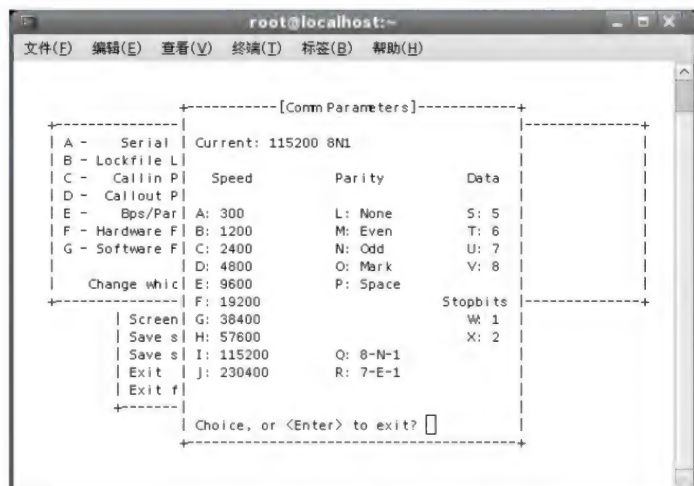 root@localhost:~
文件(F) 编辑(E) 查看(V) 终端(T) 标签(B) 帮助(H)
+-----------[Comm Parameters]-----------+
A - Serial | Current: 115200 8N1
B - Lockfile L
C - Callin P | Speed Parity Data
D - Callout P
E - Bps/Par | A: 300 L: None S: 5
F - Hardware F | B: 1200 M: Even T: 6
G - Software F | C: 2400 N: Odd U: 7
D: 4800 O: Mark V: 8
Change whic | E: 9600 P: Space
F: 19200 Stopbits
Screen | G: 38400 W: 1
Save s | H: 57600 X: 2
Save s | I: 115200 Q: 8-N-1
Exit | J: 230400 R: 7-E-1
Exit f
Choice, or <Enter> to exit?